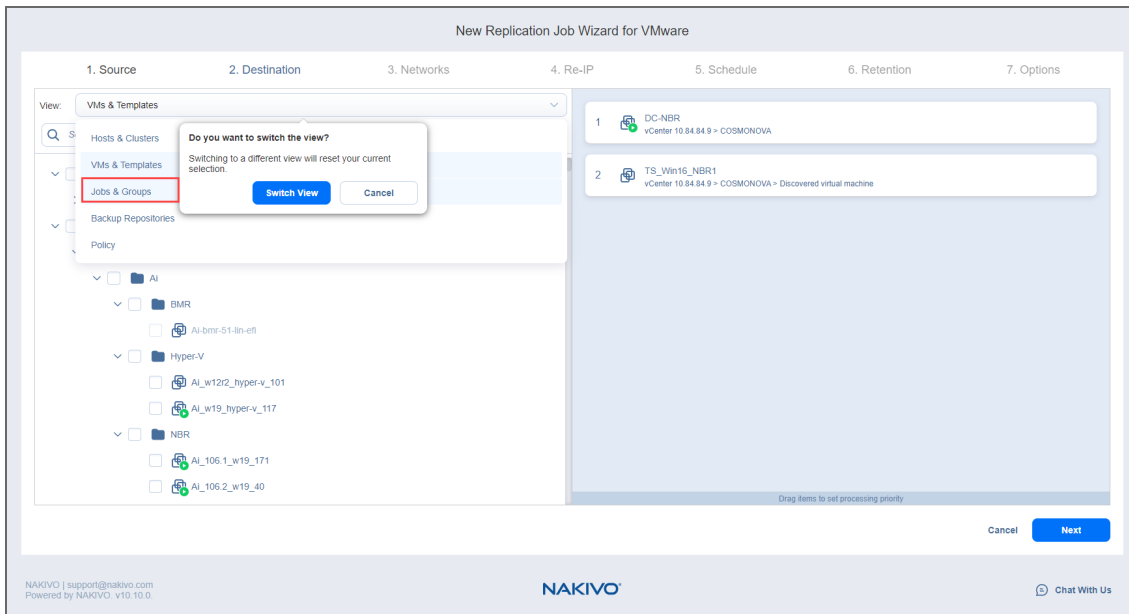 New Replication Job Wizard for VMware
1. Source
2. Destination
3. Networks
4. Re-IP
5. Schedule
6. Retention
7. Options
View:
VMs & Templates
S
Hosts & Clusters
VMs & Templates
Jobs & Groups
Backup Repositories
Policy
Do you want to switch the view?
Switching to a different view will reset your current
selection.
Switch View
Cancel
Ai
BMR
Ai-bmr-51-lin-efi
Hyper-V
Ai_w12r2_hyper-v_101
Ai_w19_hyper-v_117
NBR
Ai_106.1_w19_171
Ai_106.2_w19_40
1
DC-NBR
vCenter 10.84.84.9 > COSMONOVA
2
TS_Win16_NBR1
vCenter 10.84.84.9 > COSMONOVA > Discovered virtual machine
Drag items to set processing priority
Cancel
Next
NAKIVO | support@nakivo.com
Powered by NAKIVO. v10.10.0.
NAKIVO®
Chat With Us